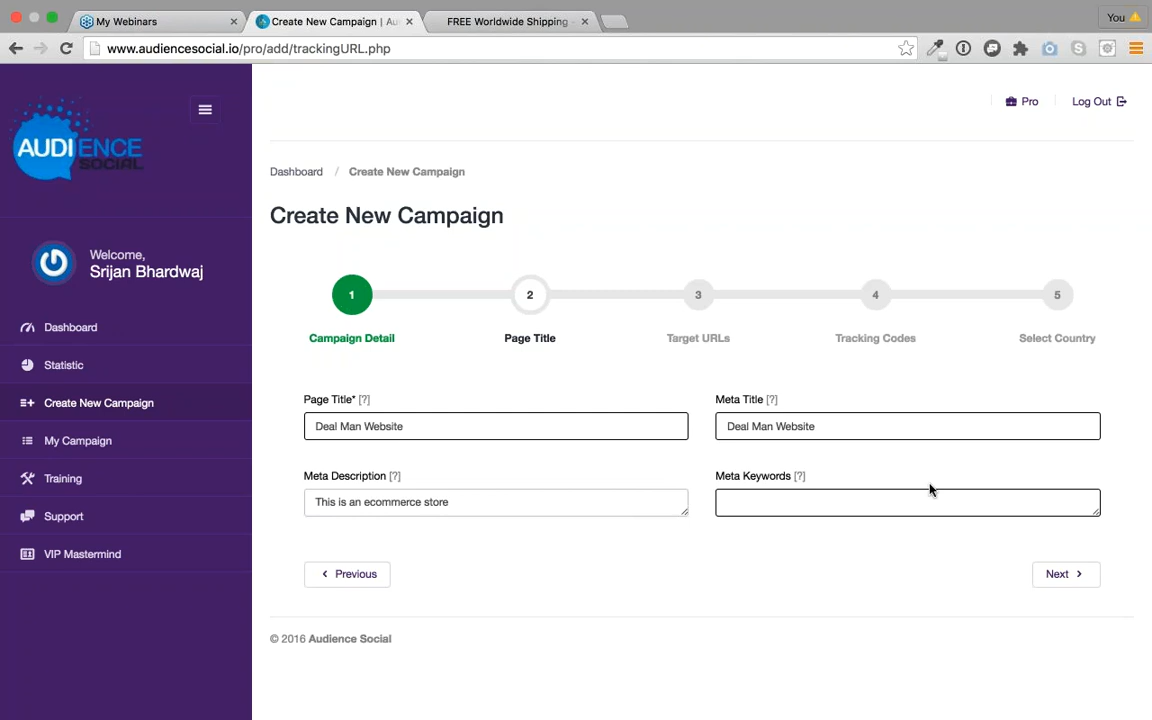 My Webinars
Create New Campaign | Au
FREE Worldwide Shipping
You
www.audiencesocial.io/pro/add/trackingURL.php
AUDIENCE
SOCIAL
Pro
Log Out
Dashboard / Create New Campaign
Create New Campaign
Welcome,
Srijan Bhardwaj
1
2
3
4
5
Campaign Detail
Page Title
Target URLs
Tracking Codes
Select Country
Dashboard
Statistic
Create New Campaign
My Campaign
Training
Support
VIP Mastermind
Page Title* [?]
Meta Title [?]
Deal Man Website
Deal Man Website
Meta Description [?]
Meta Keywords [?]
This is an ecommerce store
Previous
Next
© 2016 Audience Social